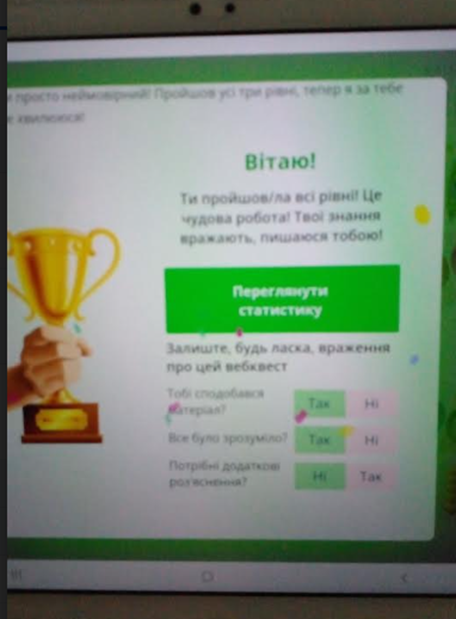 просто неймовірний! Пройшов усі три рівні, тепер я за тебе
е хвилююся!
Вітаю!
Ти пройшов/ла всі рівні! Це
чудова робота! Твої знання
вражають, пишаюся тобою!
Переглянути
статистику
Залиште, будь ласка, враження
про цей вебквест
Тобі сподобався
матеріал?
Так
Ні
Все було зрозуміло?
Так
Ні
Потрібні додаткові
роз'яснення?
Ні
Так